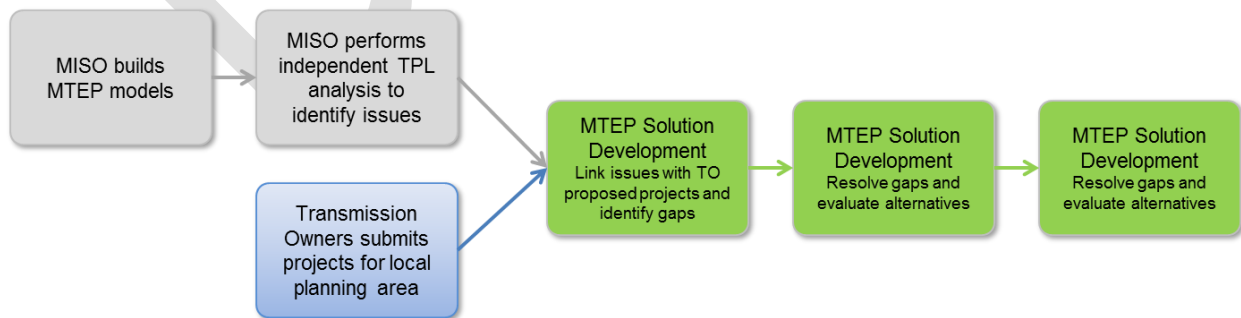 MISO builds
MTEP models
MISO performs
independent TPL
analysis to
identify issues
Transmission
Owners submits
projects for local
planning area
MTEP Solution
Development
Link issues with TO
proposed projects and
identify gaps
MTEP Solution
Development
Resolve gaps and
evaluate alternatives
MTEP Solution
Development
Resolve gaps and
evaluate alternatives